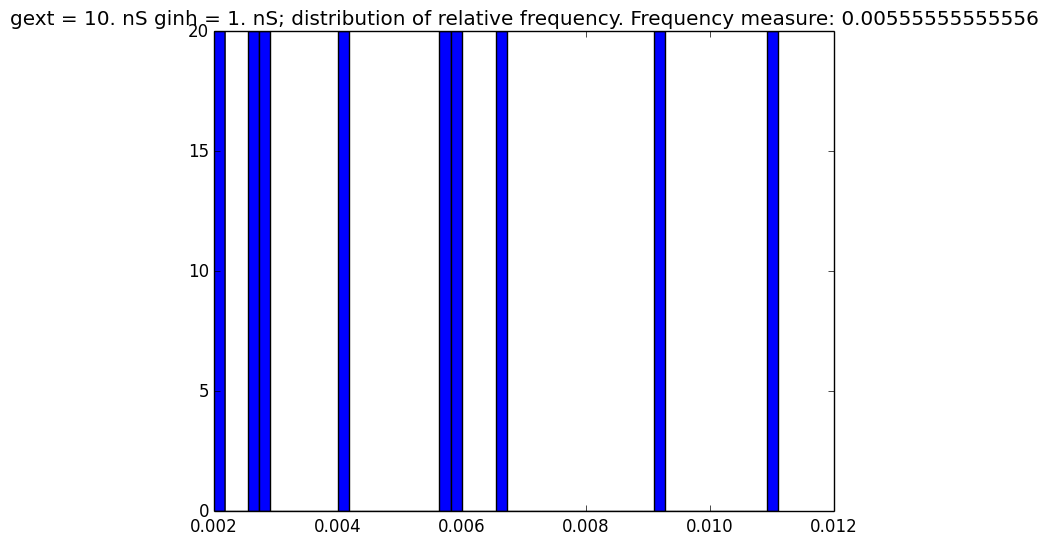 gext = 10. nS ginh = 1. nS; distribution of relative frequency. Frequency measure: 0.00555555555556
20
15
10
5
0
0.002 0.004 0.006 0.008 0.010 0.012